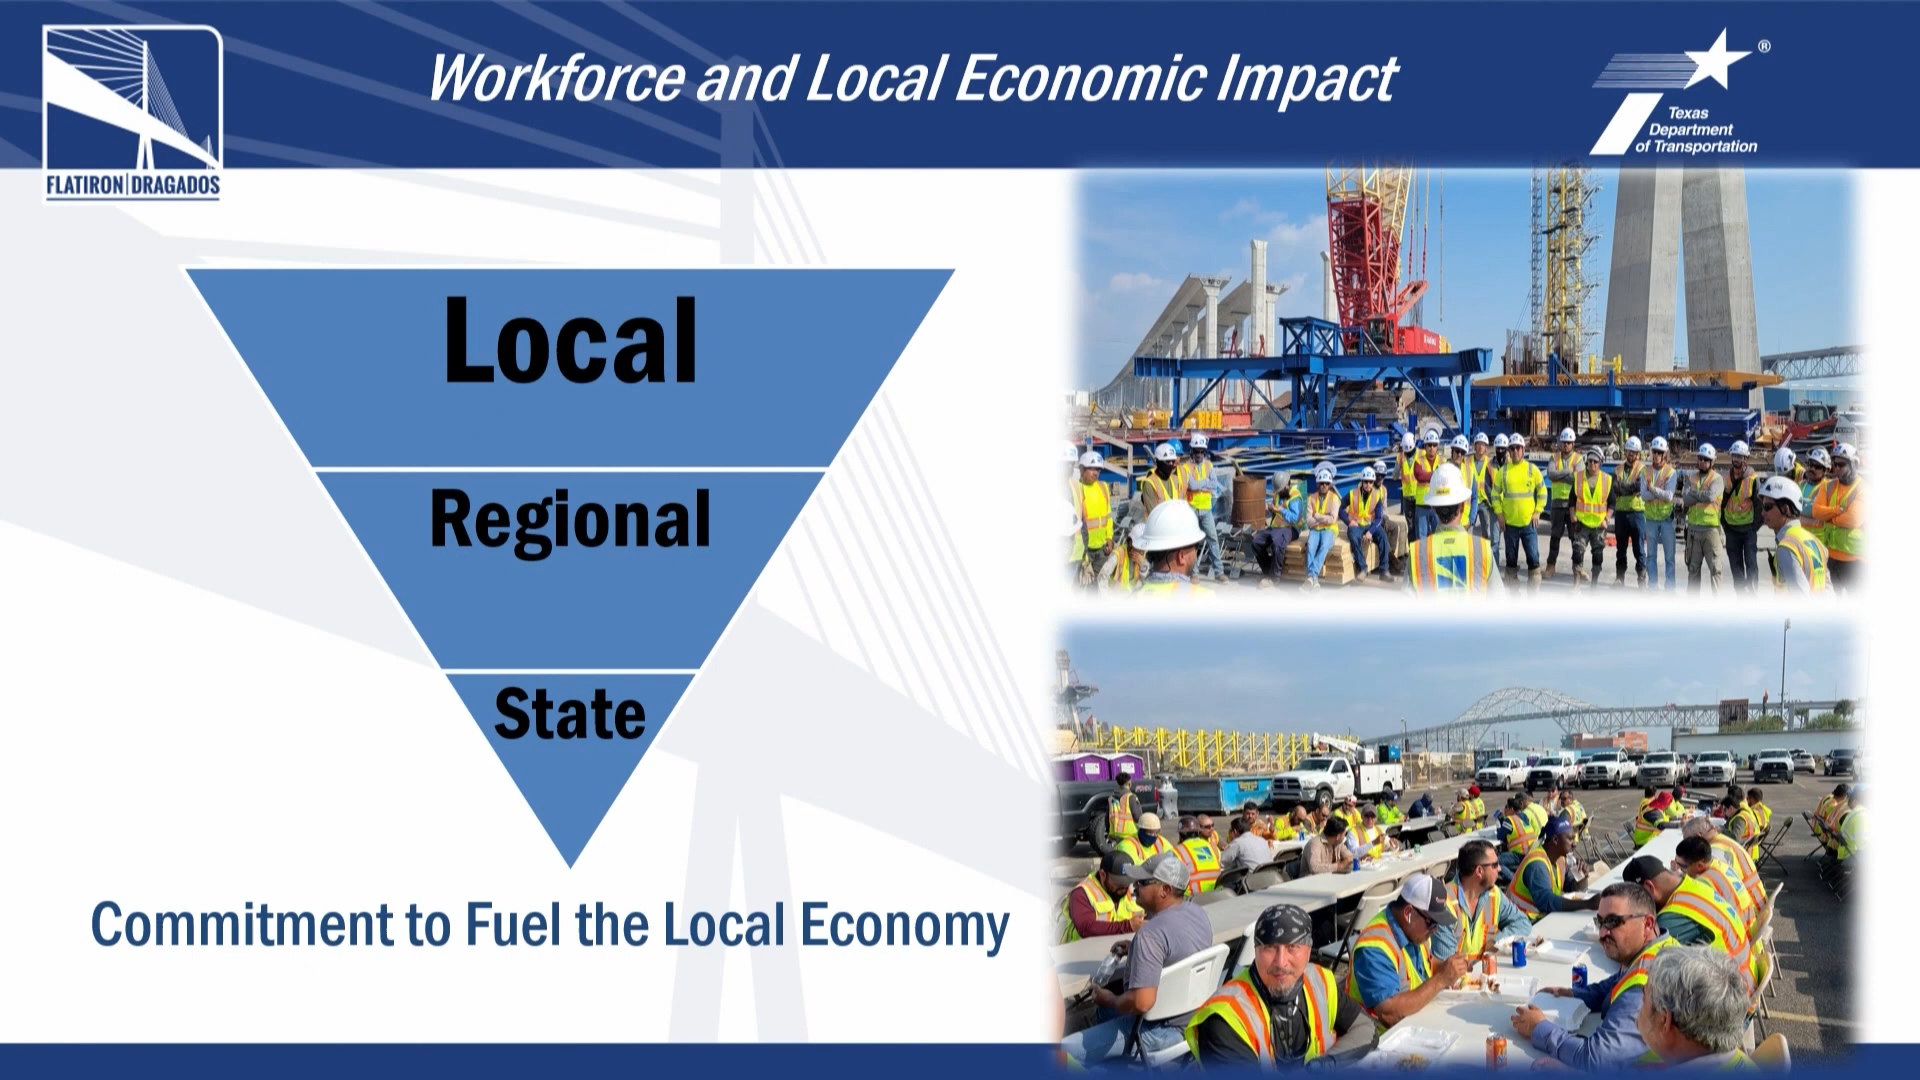 Workforce and Local Economic Impact
FLATIRON|DRAGADOS
®
Texas
Department
of Transportation
Local
Regional
State
Commitment to Fuel the Local Economy